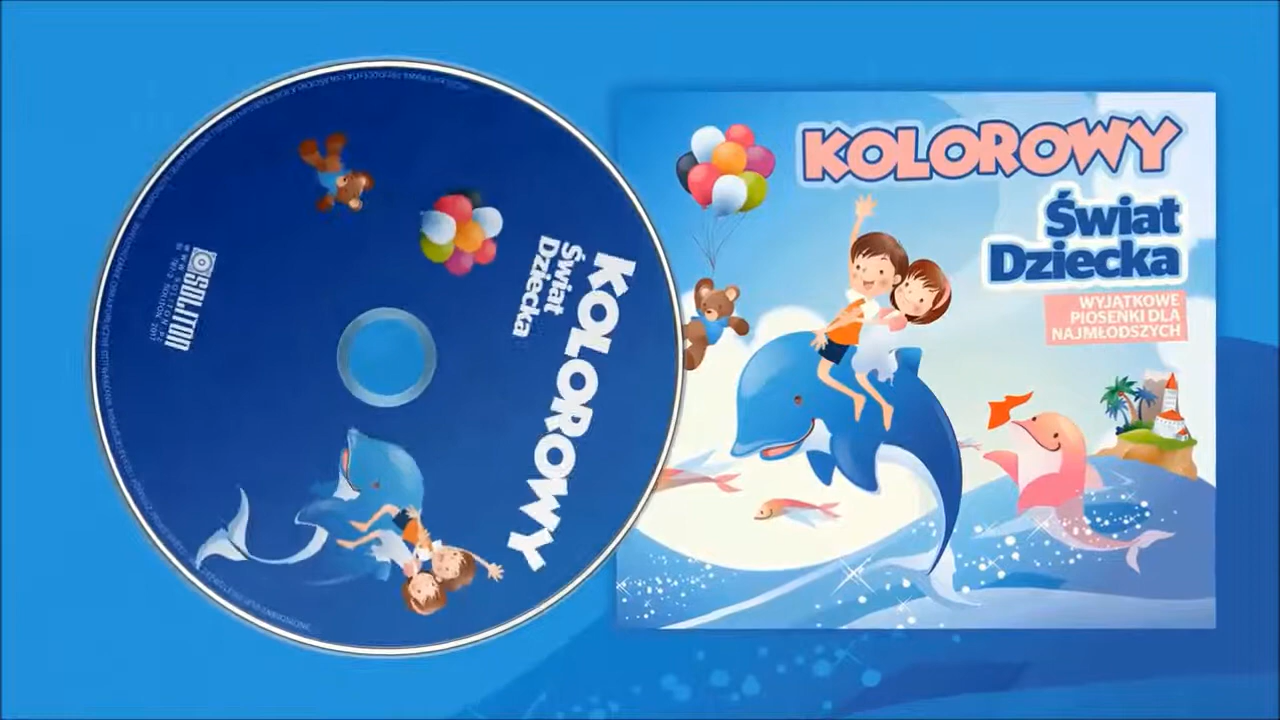 KOLOROWY
Świat
Dziecka
SOLITON
KOLOROWY
Świat
Dziecka
WYJĄTKOWE
PIOSENKI DLA
NAJMŁODSZYCH